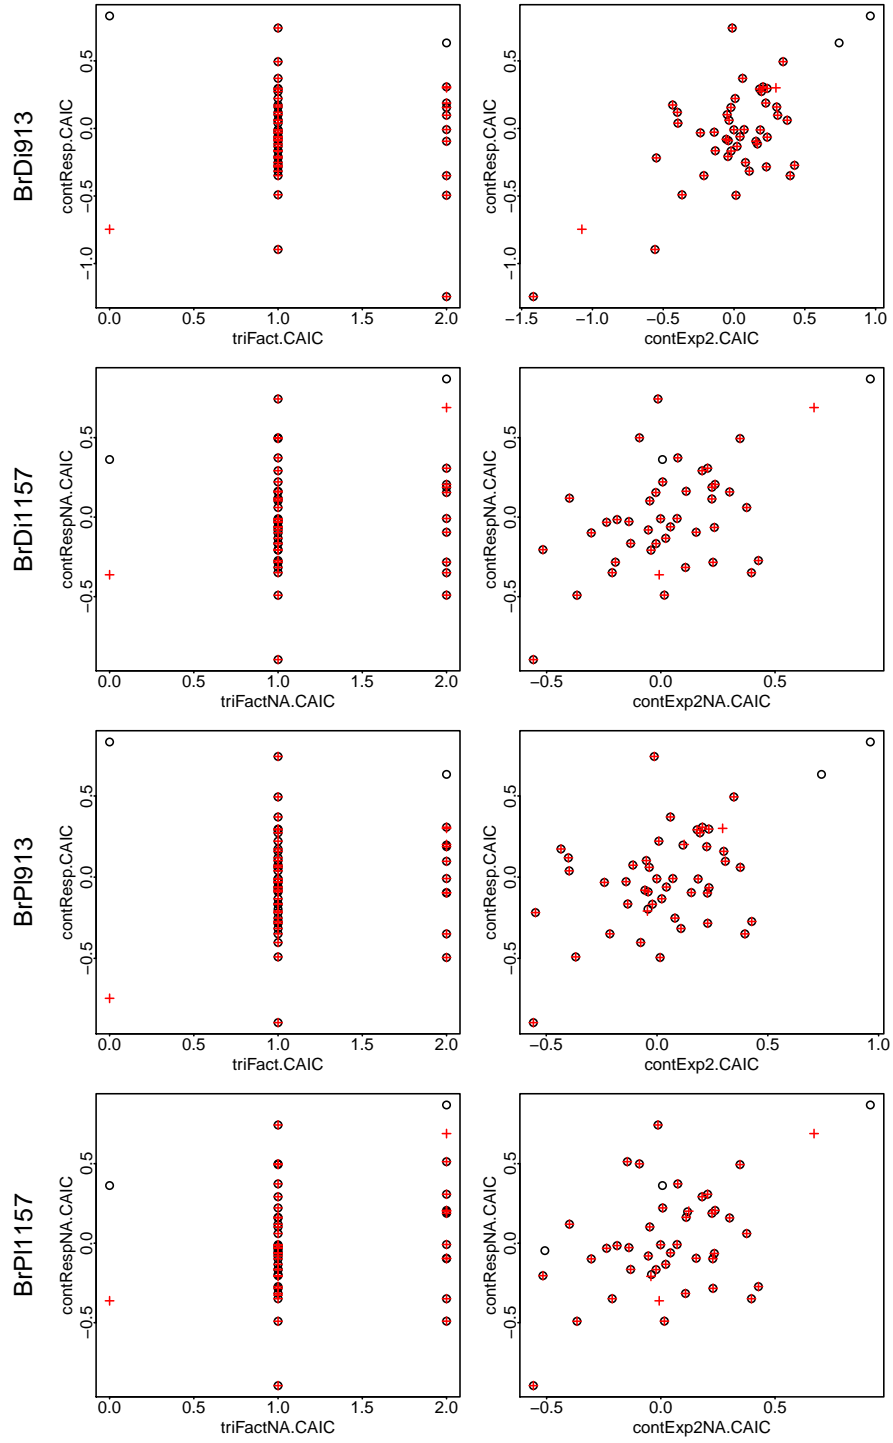 BrDi913
contResp.CAIC
0.5
0.0
−0.5
−1.0
0.0 0.5 1.0 1.5 2.0
triFact.CAIC
contResp.CAIC
0.5
0.0
−0.5
−1.0
−1.5 −1.0 −0.5 0.0 0.5 1.0
contExp2.CAIC
BrDi1157
contRespNA.CAIC
0.5
0.0
−0.5
0.0 0.5 1.0 1.5 2.0
triFactNA.CAIC
contRespNA.CAIC
0.5
0.0
−0.5
−0.5 0.0 0.5
contExp2NA.CAIC
BrPl913
contResp.CAIC
0.5
0.0
−0.5
0.0 0.5 1.0 1.5 2.0
triFact.CAIC
contResp.CAIC
0.5
0.0
−0.5
−0.5 0.0 0.5 1.0
contExp2.CAIC
BrPl1157
contRespNA.CAIC
0.5
0.0
−0.5
0.0 0.5 1.0 1.5 2.0
triFactNA.CAIC
contRespNA.CAIC
0.5
0.0
−0.5
−0.5 0.0 0.5
contExp2NA.CAIC